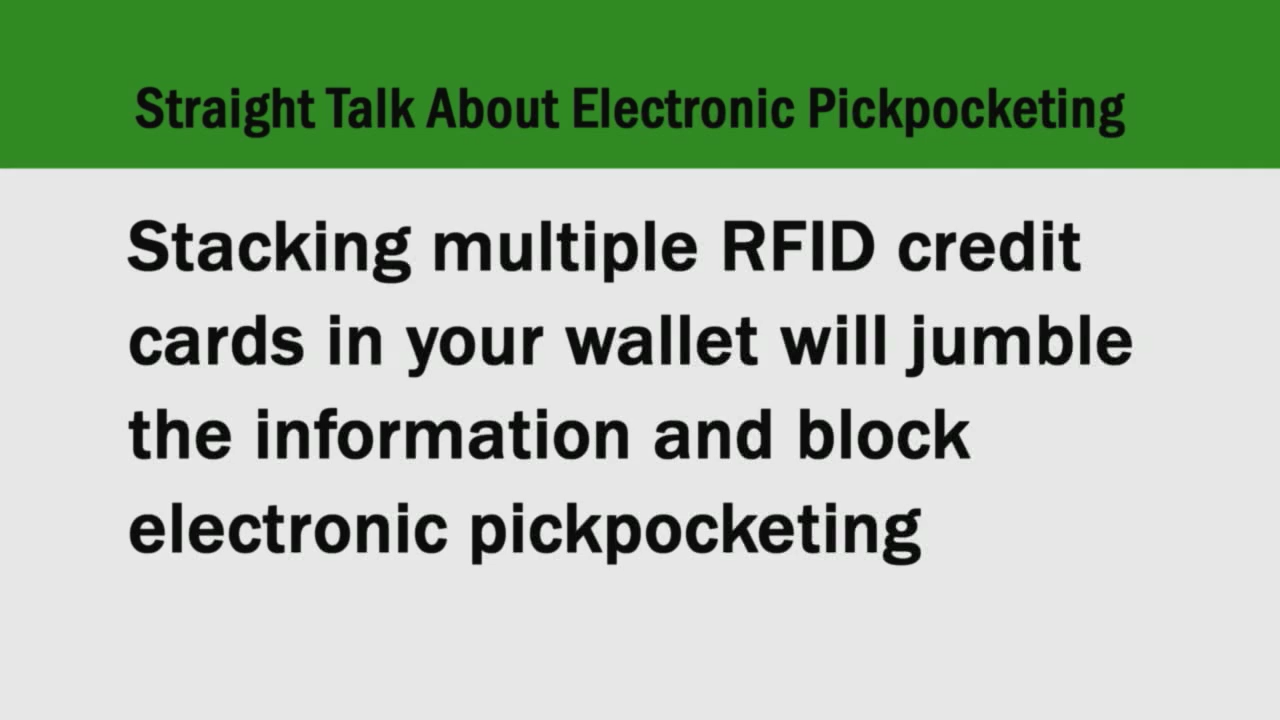 Straight Talk About Electronic Pickpocketing
Stacking multiple RFID credit
cards in your wallet will jumble
the information and block
electronic pickpocketing